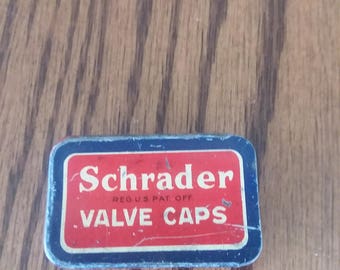 Schrader
REG. U.S. PAT. OFF.
VALVE CAPS